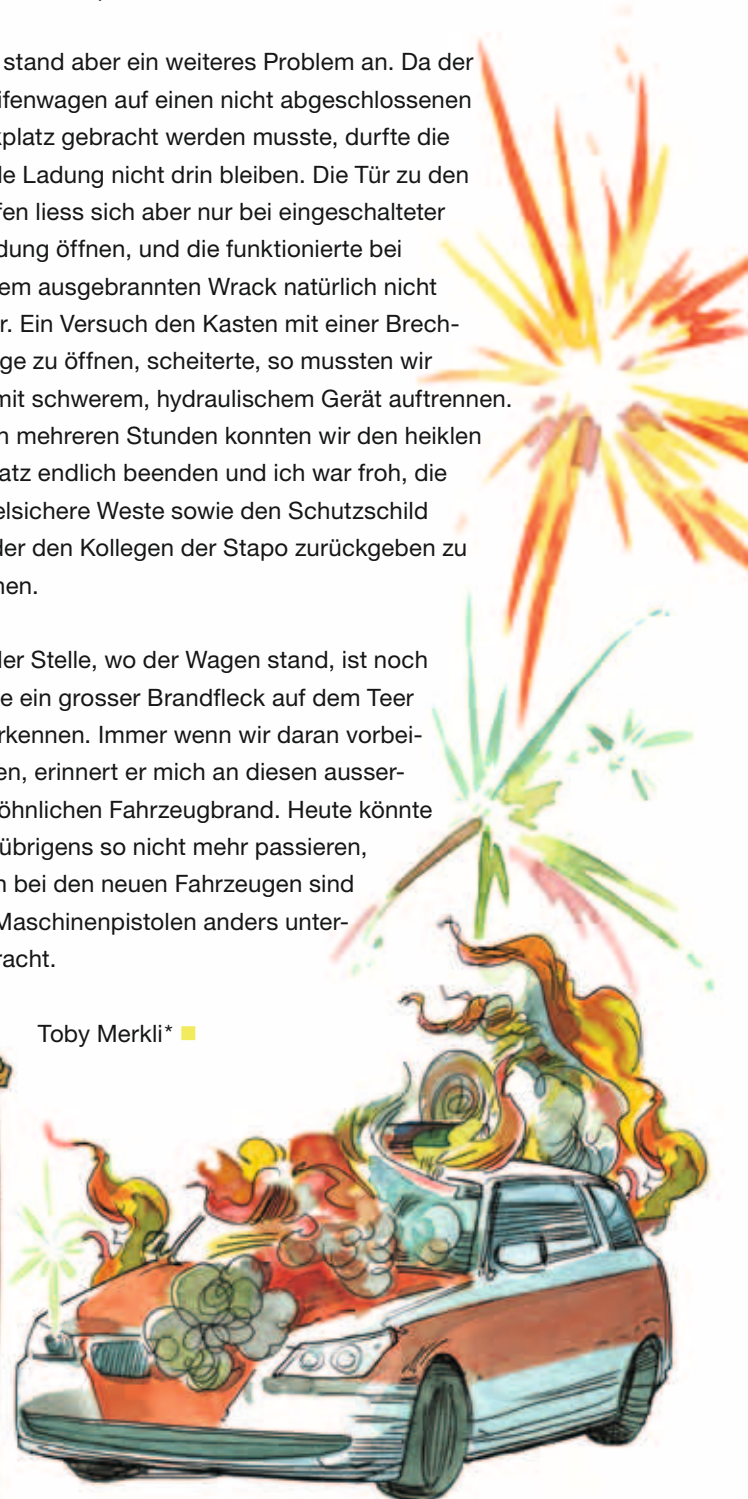 stand aber ein weiteres Problem an. Da der
ifenwagen auf einen nicht abgeschlossenen
kplatz gebracht werden musste, durfte die
le Ladung nicht drin bleiben. Die Tür zu den
fen liess sich aber nur bei eingeschalteter
dung öffnen, und die funktionierte bei
em ausgebrannten Wrack natürlich nicht
r. Ein Versuch den Kasten mit einer Brech-
ge zu öffnen, scheiterte, so mussten wir
mit schwerem, hydraulischem Gerät auftrennen.
h mehreren Stunden konnten wir den heiklen
atz endlich beenden und ich war froh, die
elsichere Weste sowie den Schutzschild
der den Kollegen der Stapo zurückgeben zu
nen.
der Stelle, wo der Wagen stand, ist noch
e ein grosser Brandfleck auf dem Teer
rkennen. Immer wenn wir daran vorbei-
en, erinnert er mich an diesen ausser-
öhnlichen Fahrzeugbrand. Heute könnte
übrigens so nicht mehr passieren,
n bei den neuen Fahrzeugen sind
Maschinenpistolen anders unter-
racht.
Toby Merkli*